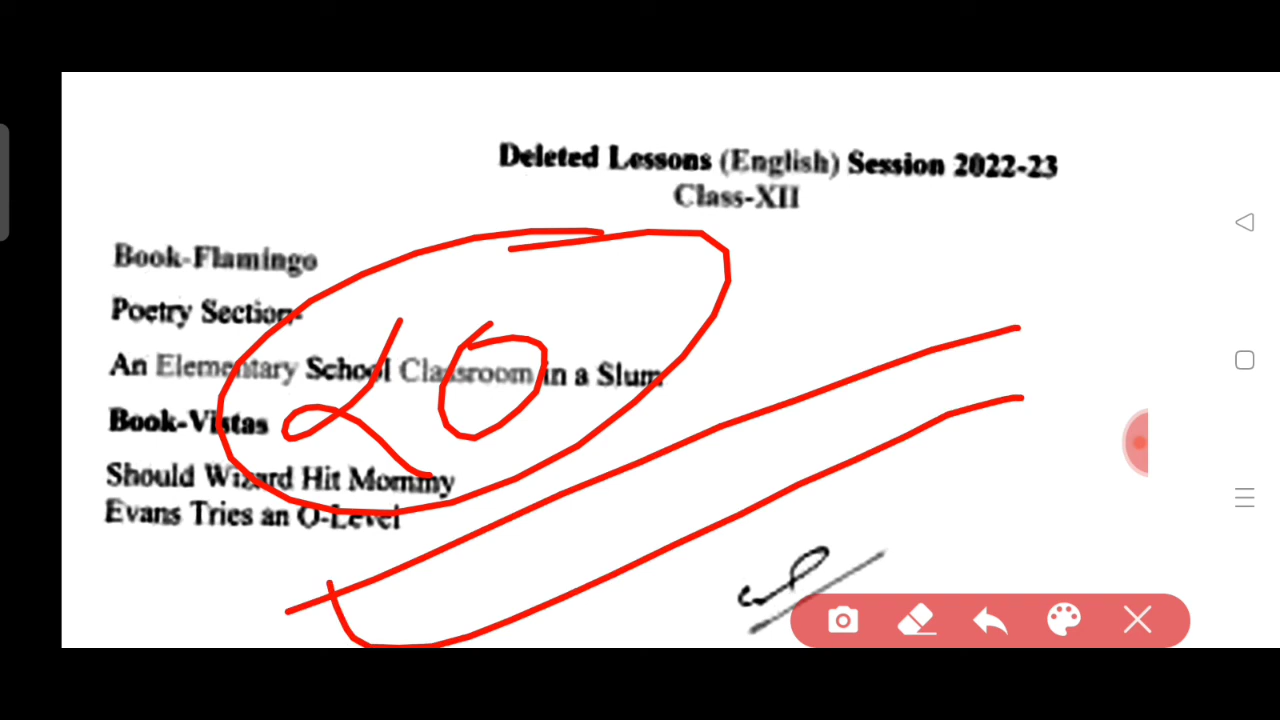 Deleted Lessons (English) Session 2022-23
Class-XII
Book-Flamingo
Poetry Section-
An Elementary School Classroom in a Slum
20
Book-Vistas
Should Wizard Hit Mommy
Evans Tries an O-Level